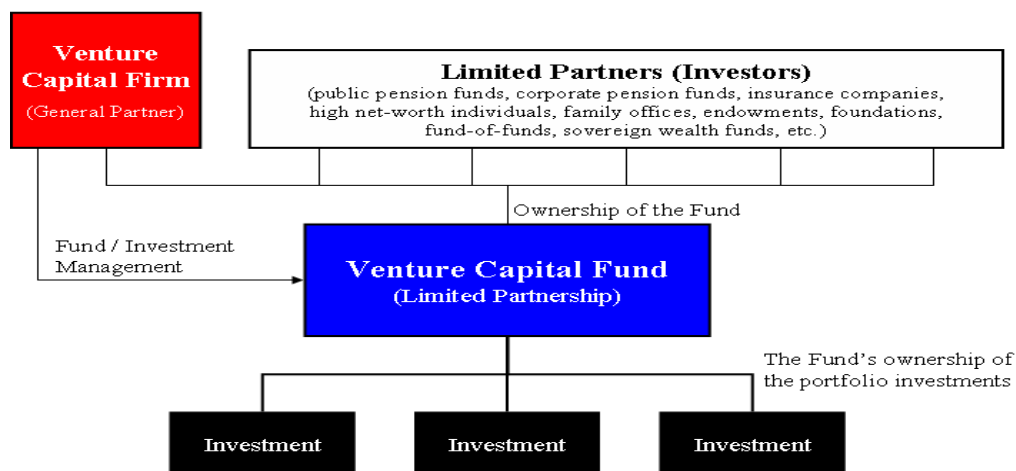 Venture
Capital Firm
(General Partner)
Limited Partners (Investors)
(public pension funds, corporate pension funds, insurance companies,
high net-worth individuals, family offices, endowments, foundations,
fund-of-funds, sovereign wealth funds, etc.)
Ownership of the Fund
Fund / Investment
Management
Venture Capital Fund
(Limited Partnership)
The Fund's ownership of
the portfolio investments
Investment
Investment
Investment